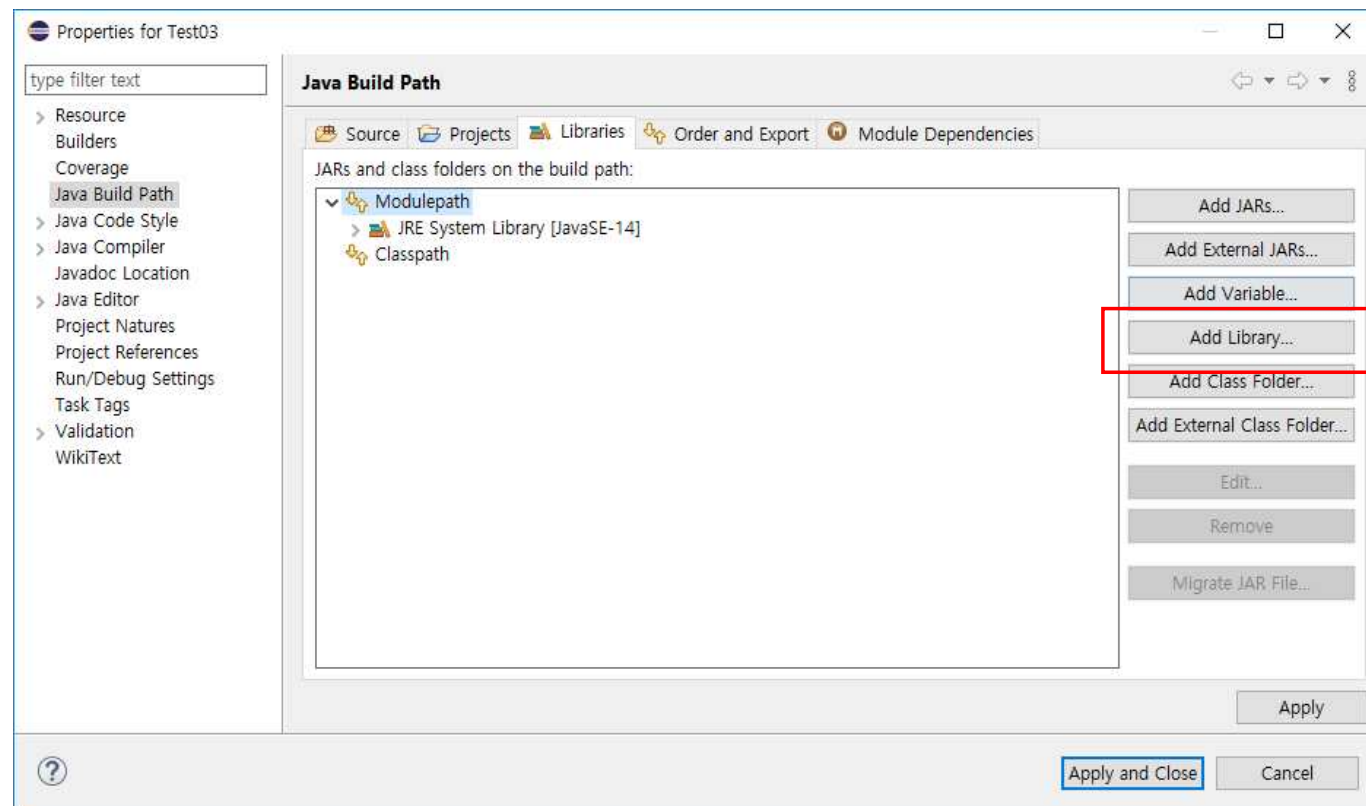 Properties for Test03
type filter text
Resource
Builders
Coverage
Java Build Path
Java Code Style
Java Compiler
Javadoc Location
Java Editor
Project Natures
Project References
Run/Debug Settings
Task Tags
Validation
WikiText
Java Build Path
Source Projects Libraries Order and Export Module Dependencies
JARs and class folders on the build path:
Modulepath
JRE System Library [JavaSE-14]
Classpath
Add JARs...
Add External JARs...
Add Variable...
Add Library...
Add Class Folder...
Add External Class Folder...
Edit...
Remove
Migrate JAR File...
Apply
Apply and Close Cancel